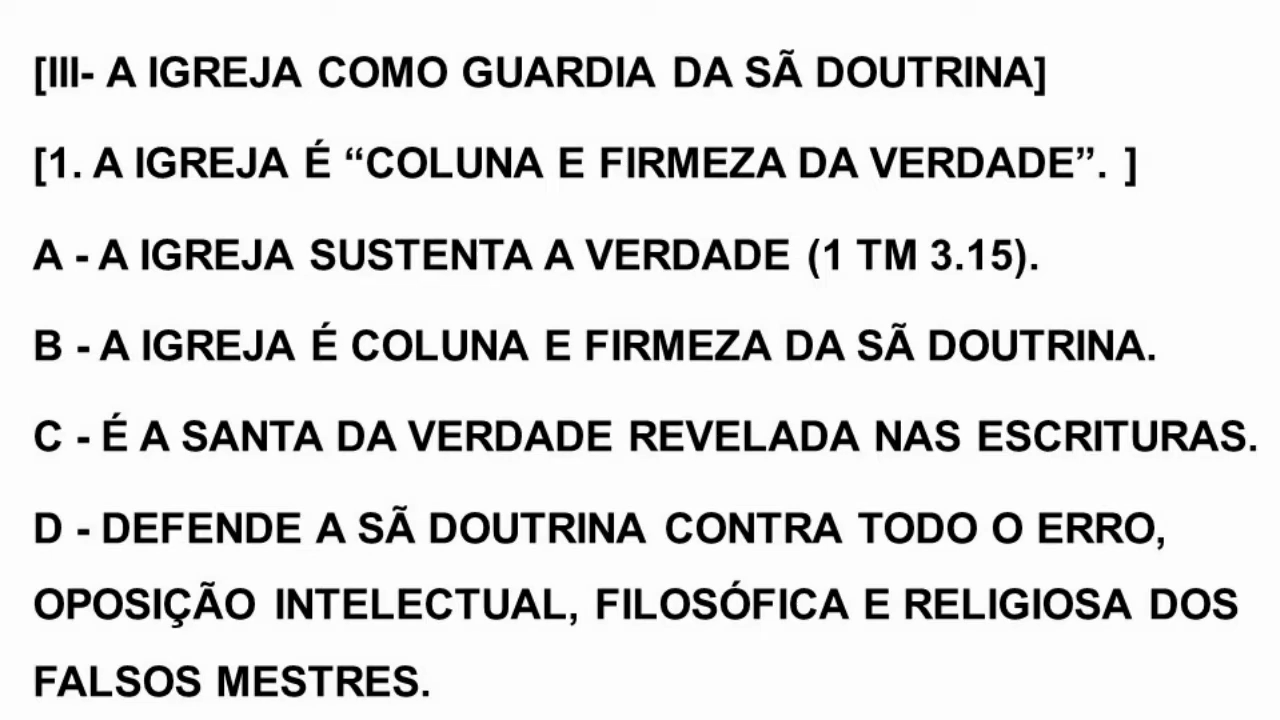 [III- A IGREJA COMO GUARDIA DA SÃ DOUTRINA]
[1. A IGREJA É “COLUNA E FIRMEZA DA VERDADE”. ]
A - A IGREJA SUSTENTA A VERDADE (1 TM 3.15).
B - A IGREJA É COLUNA E FIRMEZA DA SÃ DOUTRINA.
C - É A SANTA DA VERDADE REVELADA NAS ESCRITURAS.
D - DEFENDE A SÃ DOUTRINA CONTRA TODO O ERRO,
OPOSIÇÃO INTELECTUAL, FILOSÓFICA E RELIGIOSA DOS
FALSOS MESTRES.